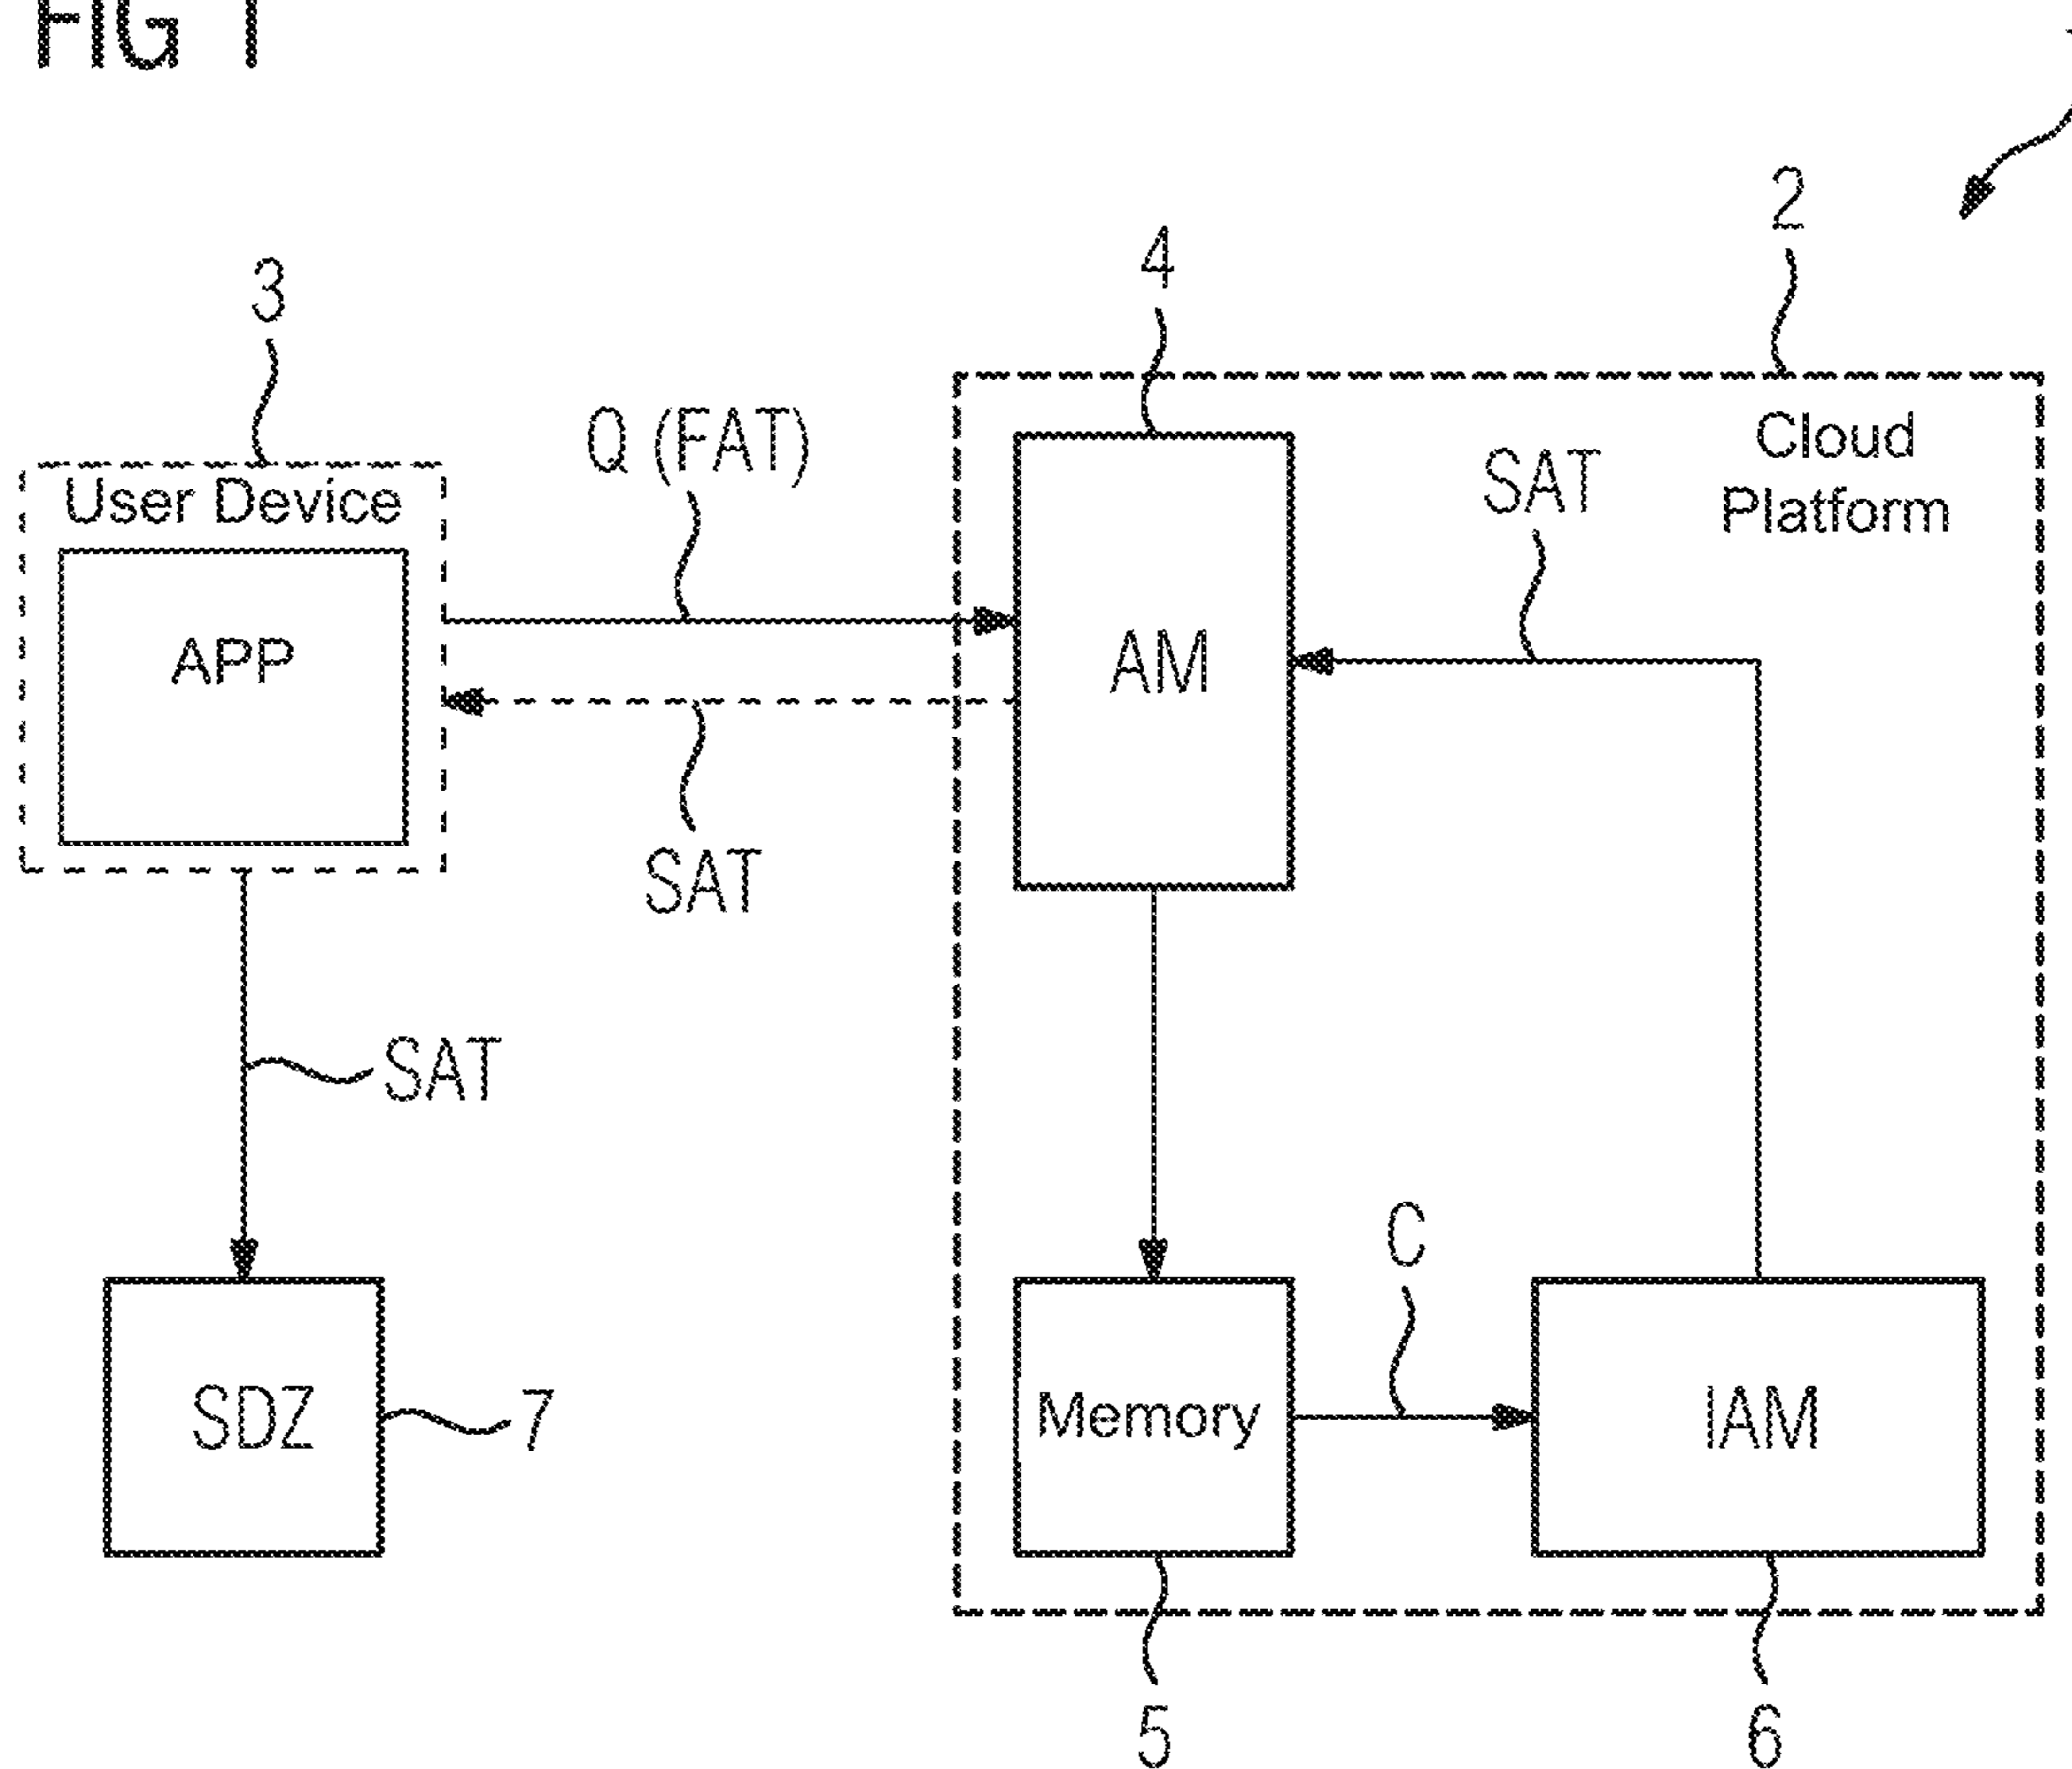 FIG 1
2
4
3
Q (FAT)
Cloud
Platform
SAT
User Device
APP
AM
SAT
SAT
C
SDZ
7
Memory
IAM
5
6